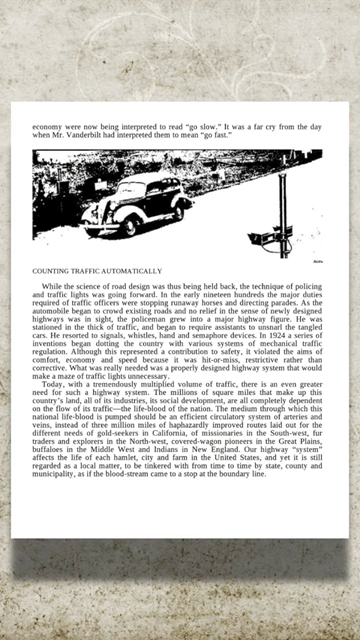 economy were now being interpreted to read “go slow.” It was a far cry from the day
when Mr. Vanderbilt had interpreted them to mean “go fast.”
COUNTING TRAFFIC AUTOMATICALLY
While the science of road design was thus being held back, the technique of policing
and traffic lights was going forward. In the early nineteen hundreds the major duties
required of traffic officers were stopping runaway horses and directing parades. As the
automobile began to crowd existing roads and no relief in the sense of newly designed
highways was in sight, the policeman grew into a major highway figure. He was
stationed in the thick of traffic, and began to require assistants to unsnarl the tangled
cars. He resorted to signals, whistles, hand and semaphore devices. In 1924 a series of
inventions began dotting the country with various systems of mechanical traffic
regulation. Although this represented a contribution to safety, it violated the aims of
comfort, economy and speed because it was hit-or-miss, restrictive rather than
corrective. What was really needed was a properly designed highway system that would
make a maze of traffic lights unnecessary.
Today, with a tremendously multiplied volume of traffic, there is an even greater
need for such a highway system. The millions of square miles that make up this
country’s land, all of its industries, its social development, are all completely dependent
on the flow of its traffic—the life-blood of the nation. The medium through which this
national life-blood is pumped should be an efficient circulatory system of arteries and
veins, instead of three million miles of haphazardly improved routes laid out for the
different needs of gold-seekers in California, of missionaries in the South-west, fur
traders and explorers in the North-west, covered-wagon pioneers in the Great Plains,
buffaloes in the Middle West and Indians in New England. Our highway “system”
affects the life of each hamlet, city and farm in the United States, and yet it is still
regarded as a local matter, to be tinkered with from time to time by state, county and
municipality, as if the blood-stream came to a stop at the boundary line.